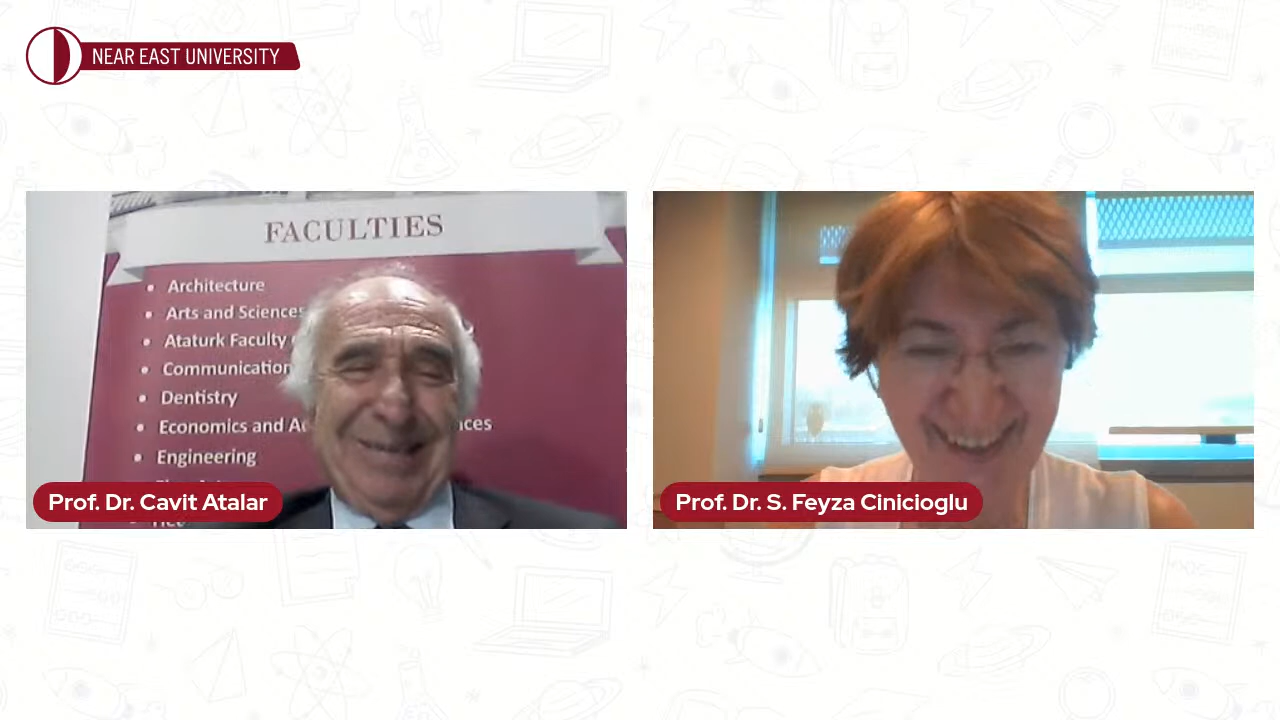 NEAR EAST UNIVERSITY
FACULTIES
• Architecture
• Arts and Sciences
• Ataturk Faculty
• Communication
• Dentistry
• Economics and
• Engineering
Prof. Dr. Cavit Atalar
Prof. Dr. S. Feyza Cinicioglu